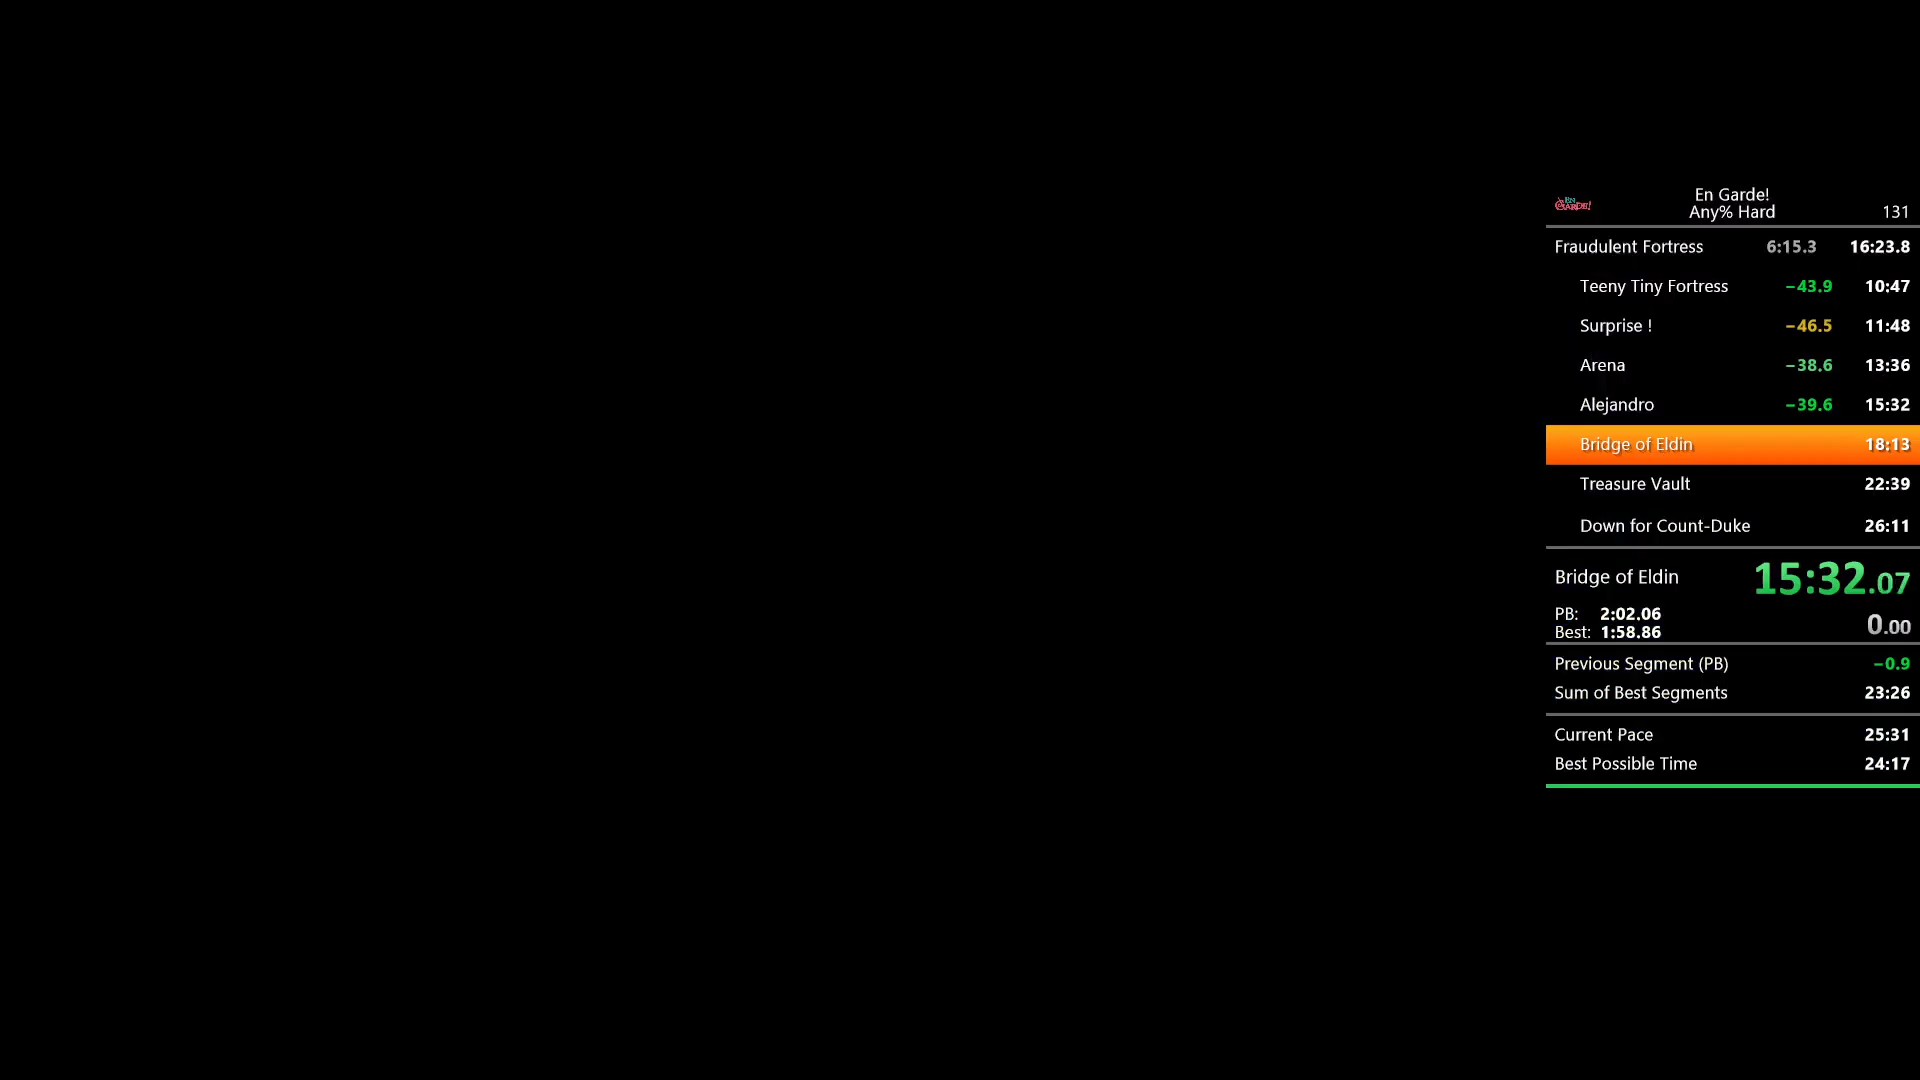 En Garde!
EN GARDE! Any% Hard 131
Fraudulent Fortress 6:15.3 16:23.8
Teeny Tiny Fortress −43.9 10:47
Surprise ! −46.5 11:48
Arena −38.6 13:36
Alejandro −39.6 15:32
Bridge of Eldin 18:13
Treasure Vault 22:39
Down for Count-Duke 26:11
Bridge of Eldin 15:32.07
PB: 2:02.06
Best: 1:58.86 0.00
Previous Segment (PB) −0.9
Sum of Best Segments 23:26
Current Pace 25:31
Best Possible Time 24:17